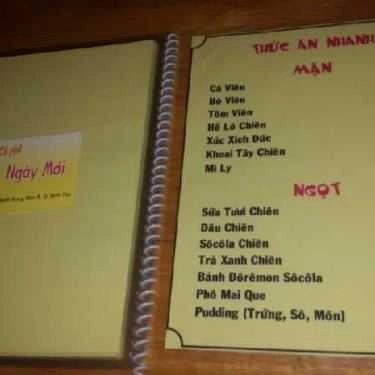 Cà phê
Ngày Mới
THỨC ĂN NHANH
MẶN
Cá Viên
Bò Viên
Tôm Viên
Hồ Lô Chiên
Xúc Xích Đức
Khoai Tây Chiên
Mì Ly
NGỌT
Sữa Tươi Chiên
Dâu Chiên
Sôcôla Chiên
Trà Xanh Chiên
Bánh Đôrêmon Sôcôla
Phô Mai Que
Pudding (Trứng, Sô, Môn)